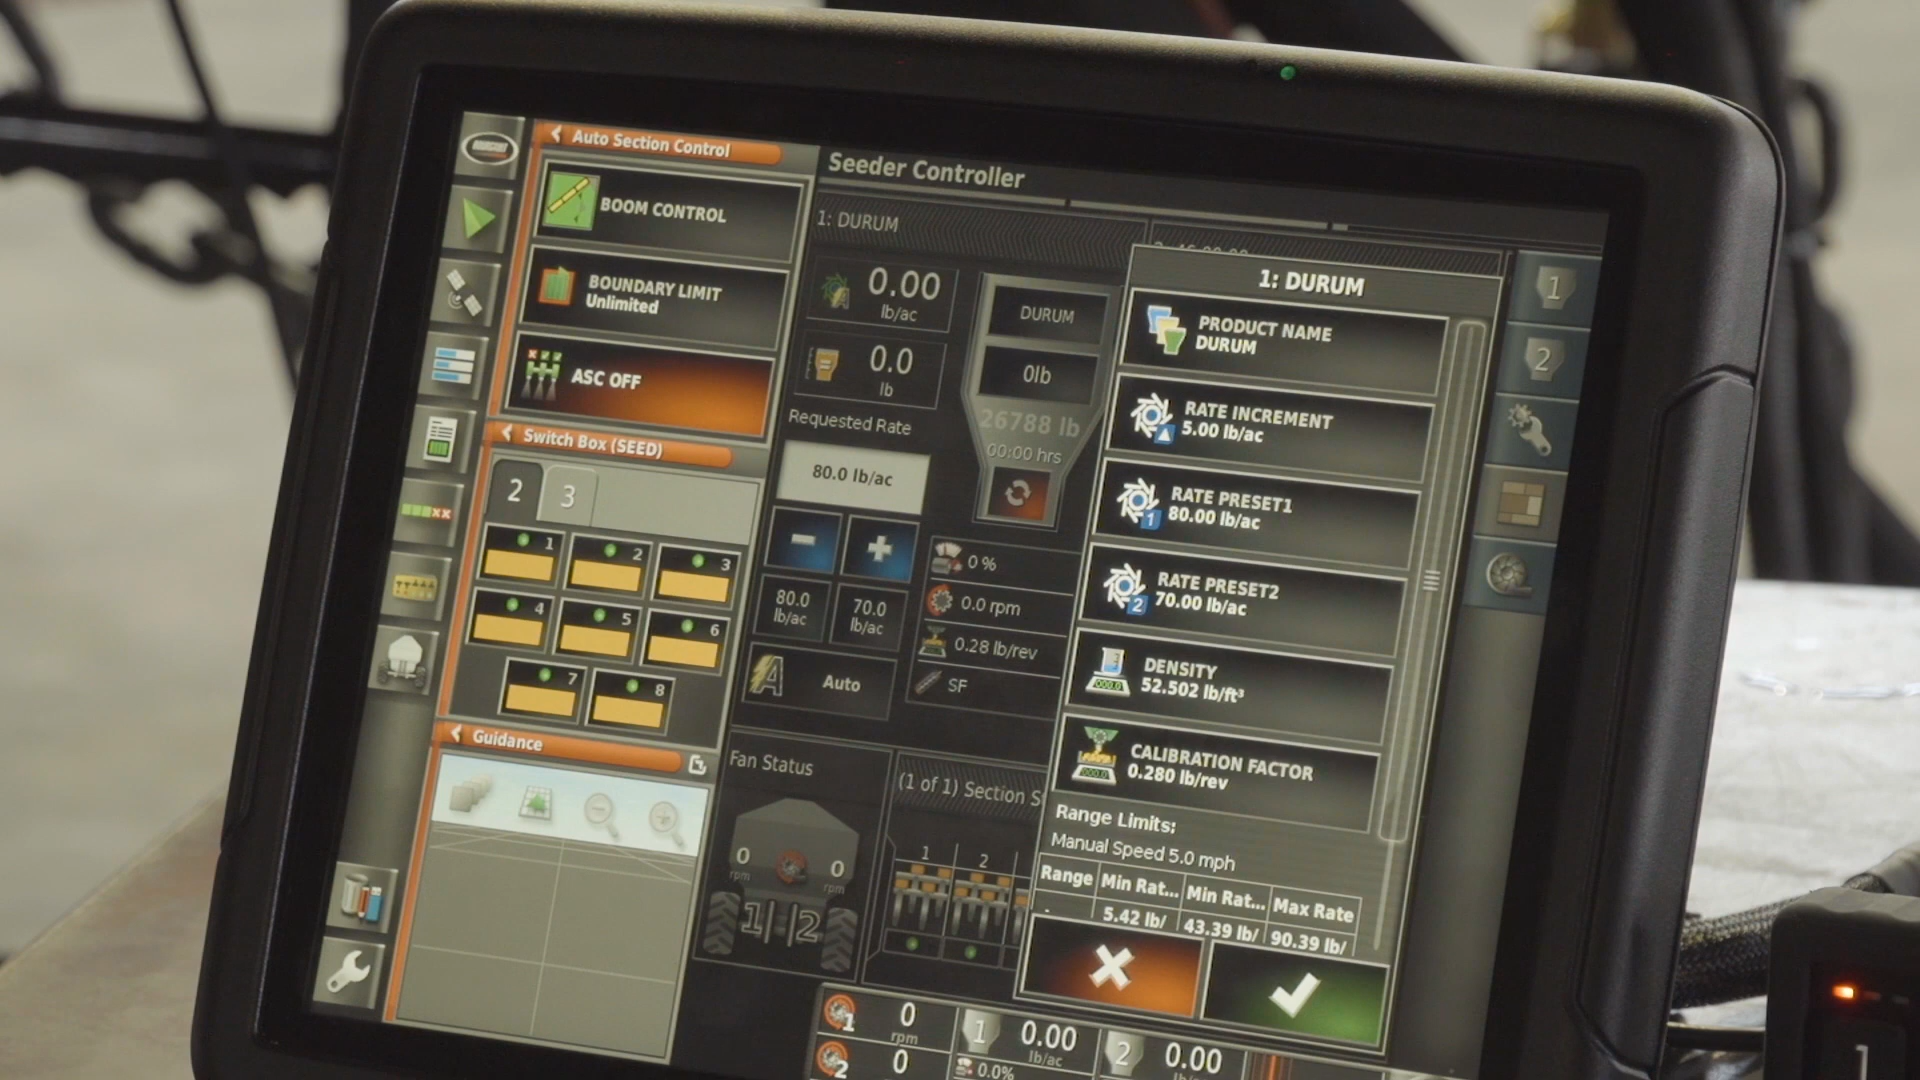 Auto Section Control
BOOM CONTROL
BOUNDARY LIMIT
Unlimited
ASC OFF
Switch Box (SEED)
2
3
1
2
3
4
5
6
7
8
Guidance
Seeder Controller
1: DURUM
0.00
lb/ac
0.0
lb
Requested Rate
80.0 lb/ac
80.0
lb/ac
70.0
lb/ac
Auto
DURUM
0lb
26788 lb
00:00 hrs
0 %
0.0 rpm
0.28 lb/rev
SF
Fan Status
0
rpm
0
rpm
1
2
(1 of 1) Section S
1
2
1: DURUM
PRODUCT NAME
DURUM
RATE INCREMENT
5.00 lb/ac
RATE PRESET1
80.00 lb/ac
1
RATE PRESET2
70.00 lb/ac
2
DENSITY
52.502 lb/ft³
CALIBRATION FACTOR
0.280 lb/rev
Range Limits:
Manual Speed 5.0 mph
Range Min Rat... Min Rat... Max Rate
- 5.42 lb/ 43.39 lb/ 90.39 lb/
1
2
1
0
rpm
2
0
1
0.00
lb/ac
0.0%
2
0.00
1